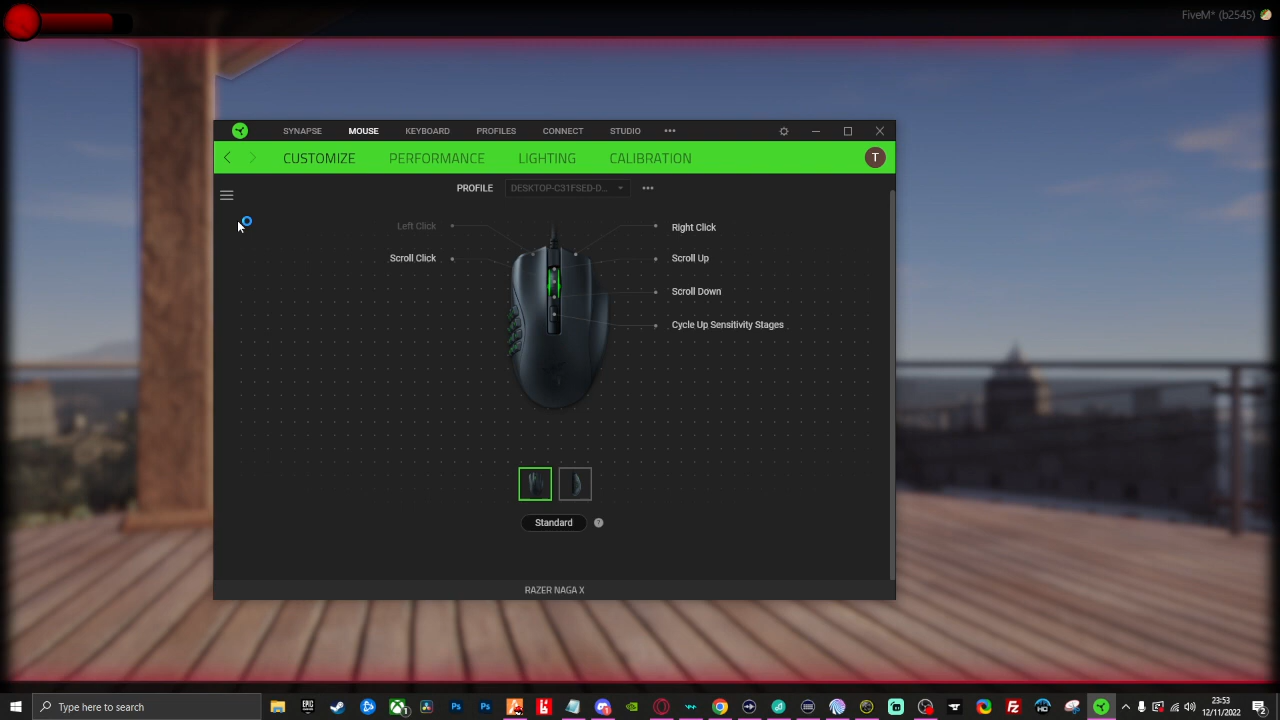 FiveM* (b2545)
SYNAPSE MOUSE KEYBOARD PROFILES CONNECT STUDIO
CUSTOMIZE PERFORMANCE LIGHTING CALIBRATION T
PROFILE DESKTOP-C31FSED-D...
Left Click Right Click
Scroll Click Scroll Up
Scroll Down
Cycle Up Sensitivity Stages
Standard ?
RAZER NAGA X
Type here to search
23:53
12/11/2022